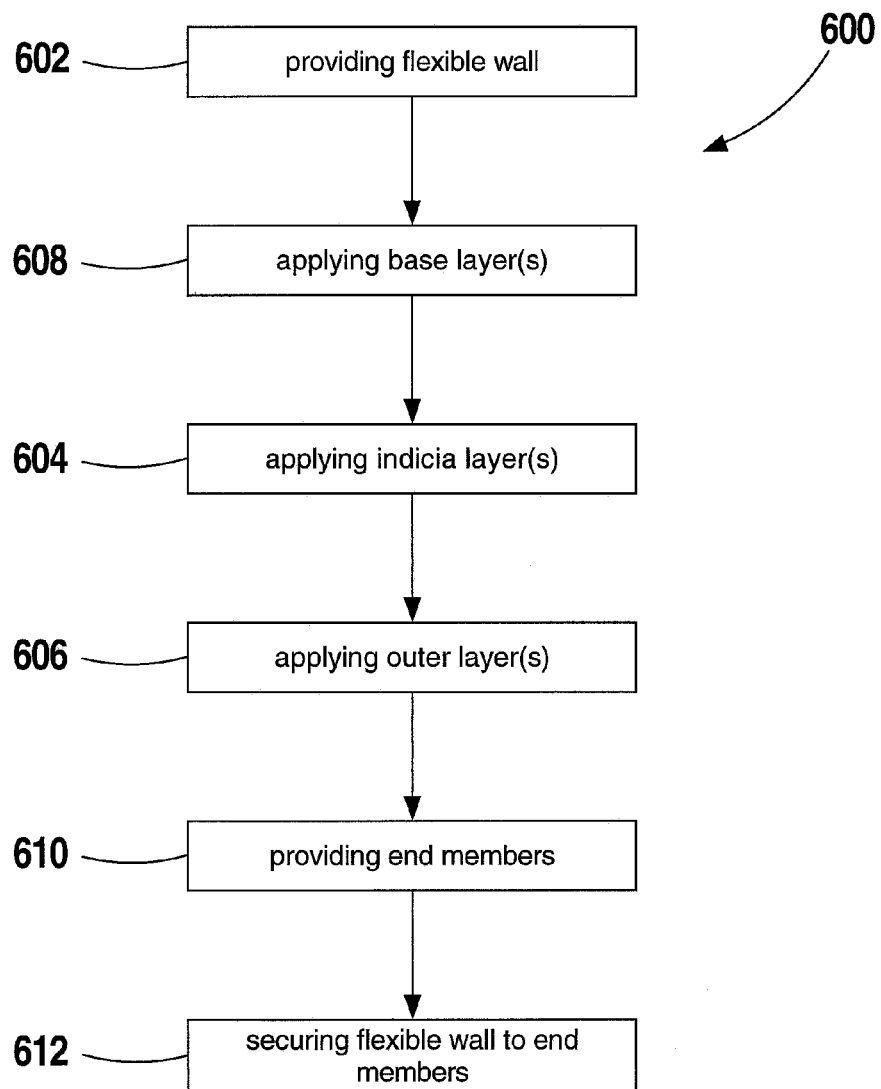 600
602 providing flexible wall
608 applying base layer(s)
604 applying indicia layer(s)
606 applying outer layer(s)
610 providing end members
612 securing flexible wall to end
members